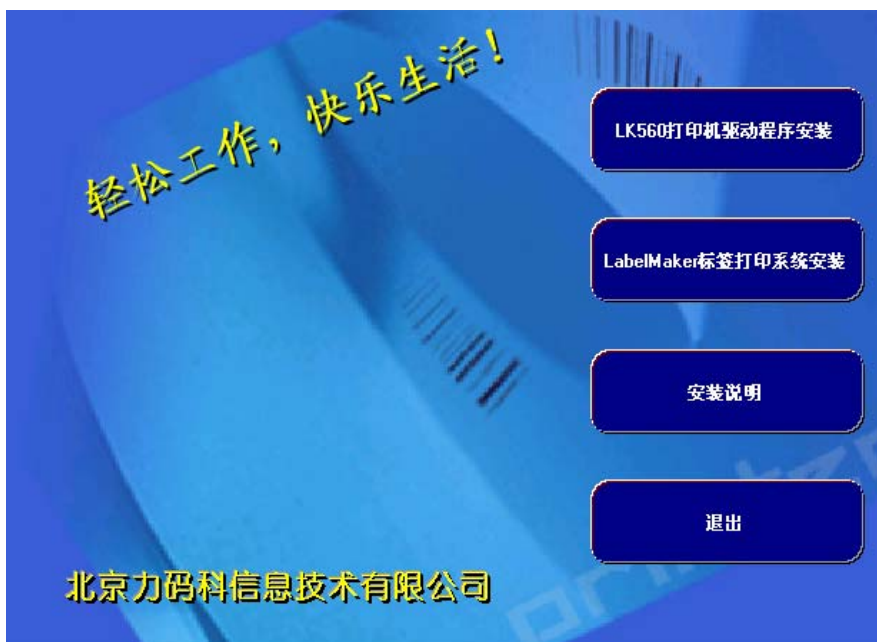 轻松工作，快乐生活！
LK560打印机驱动程序安装
LabelMaker标签打印系统安装
安装说明
退出
北京力码科信息技术有限公司